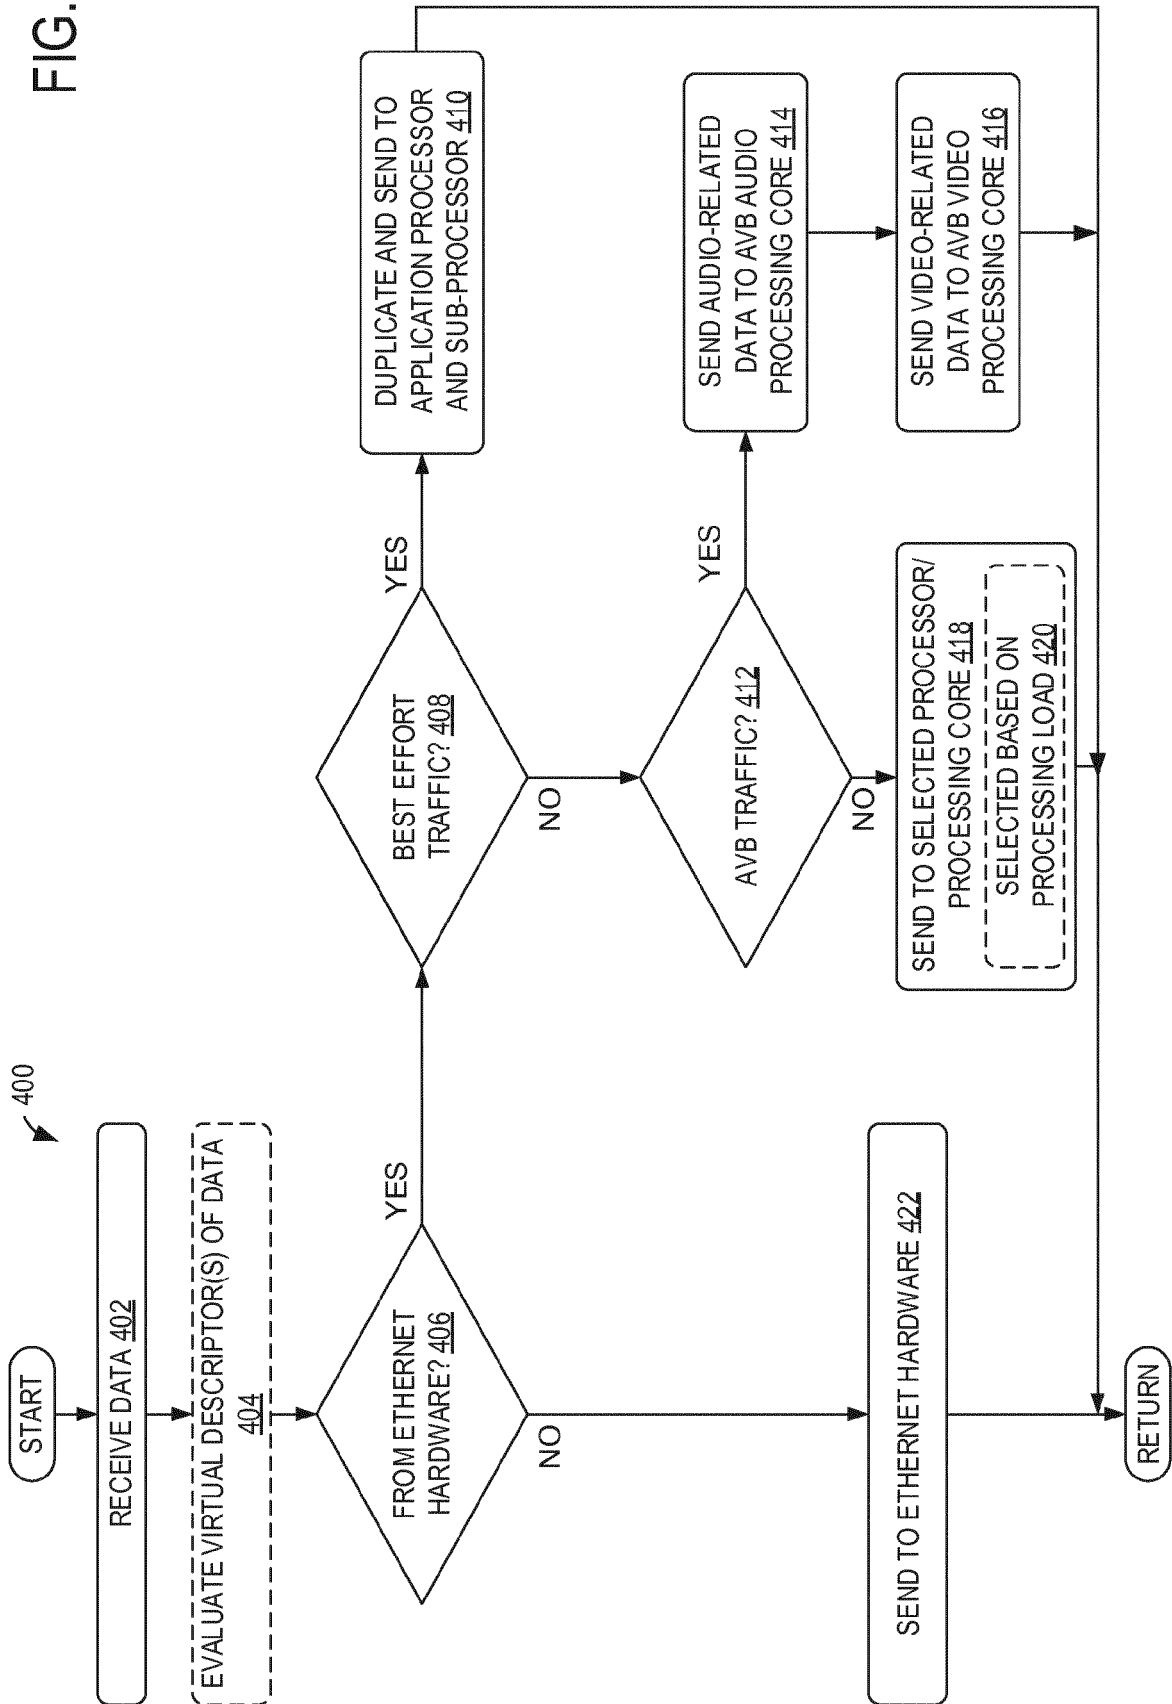 FIG.
400
START
RECEIVE DATA 402
EVALUATE VIRTUAL DESCRIPTOR(S) OF DATA
404
FROM ETHERNET
HARDWARE? 406
YES
NO
BEST EFFORT
TRAFFIC? 408
YES
NO
DUPLICATE AND SEND TO
APPLICATION PROCESSOR
AND SUB-PROCESSOR 410
AVB TRAFFIC? 412
YES
NO
SEND AUDIO-RELATED
DATA TO AVB AUDIO
PROCESSING CORE 414
SEND VIDEO-RELATED
DATA TO AVB VIDEO
PROCESSING CORE 416
SEND TO SELECTED PROCESSOR/
PROCESSING CORE 418
SELECTED BASED ON
PROCESSING LOAD 420
SEND TO ETHERNET HARDWARE 422
RETURN